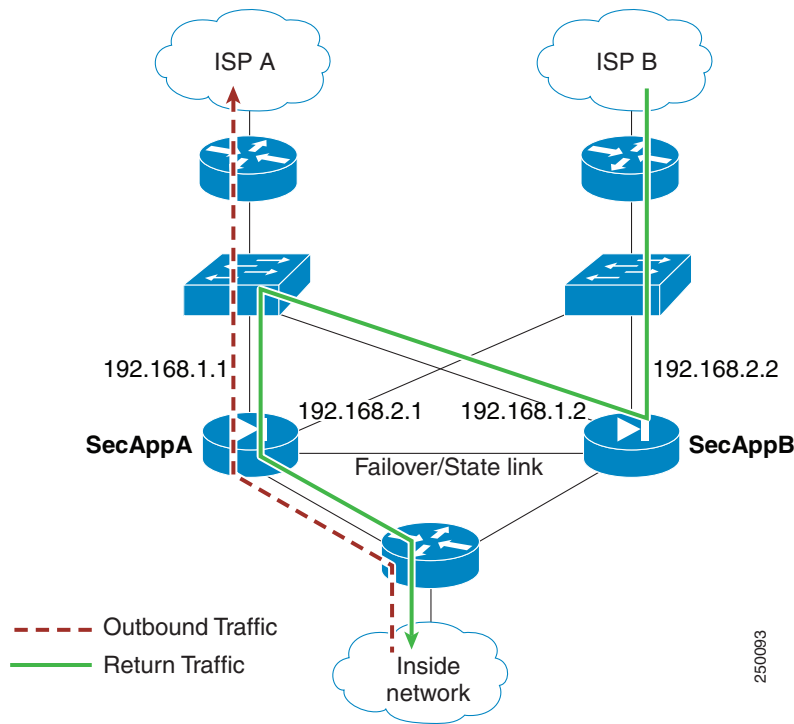 ISP A
ISP B
192.168.1.1
192.168.2.2
192.168.2.1
192.168.1.2
SecAppA
SecAppB
Failover/State link
Outbound Traffic
Return Traffic
Inside
network
250093